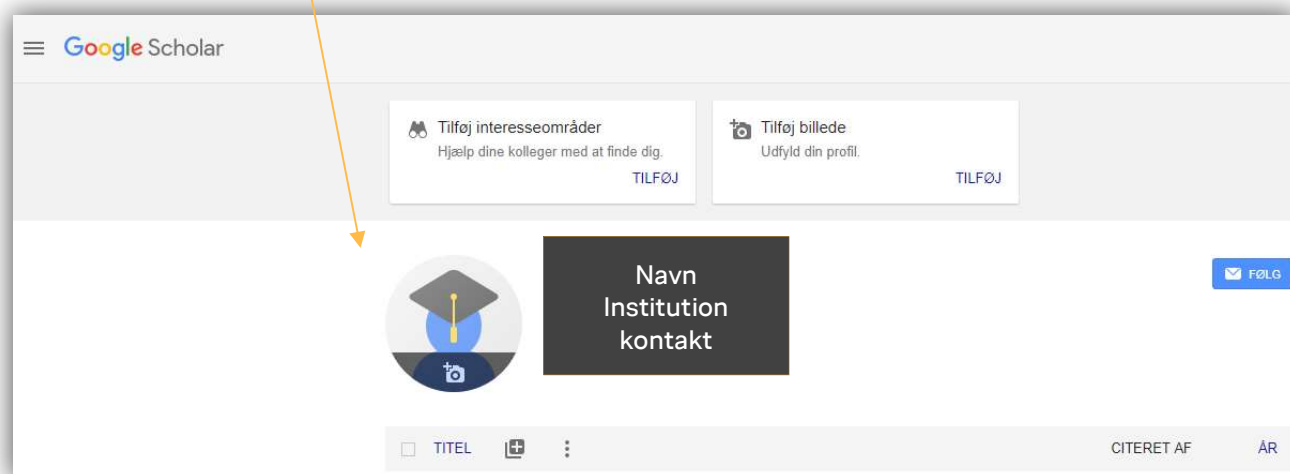 Google Scholar
Tilføj interesseområder
Hjælp dine kolleger med at finde dig.
TILFØJ
Tilføj billede
Udfyld din profil.
TILFØJ
Navn
Institution
kontakt
FØLG
TITEL
CITERET AF
ÅR